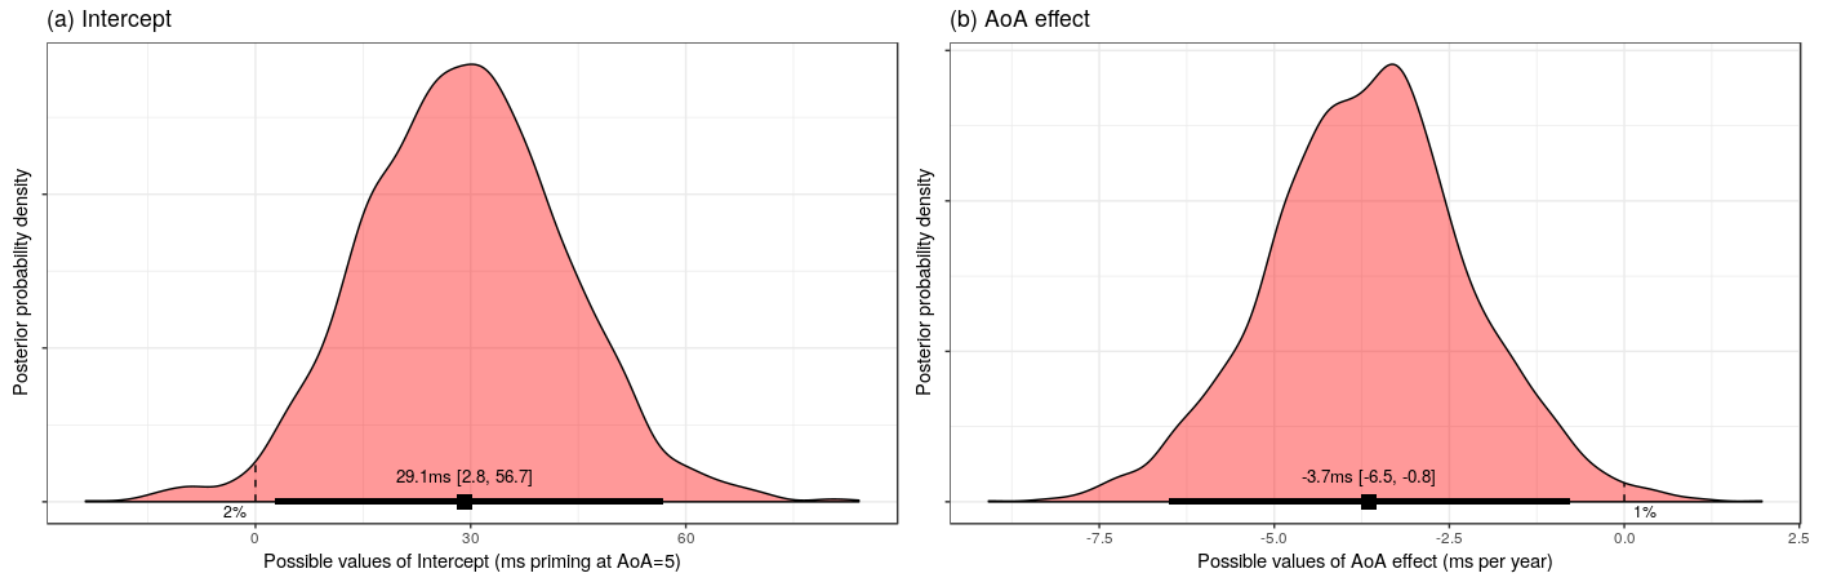 (a) Intercept
Posterior probability density
29.1ms [2.8, 56.7]
2%
0
30
60
Possible values of Intercept (ms priming at AoA=5)
(b) AoA effect
Posterior probability density
-3.7ms [-6.5, -0.8]
1%
-7.5
-5.0
-2.5
0.0
2.5
Possible values of AoA effect (ms per year)